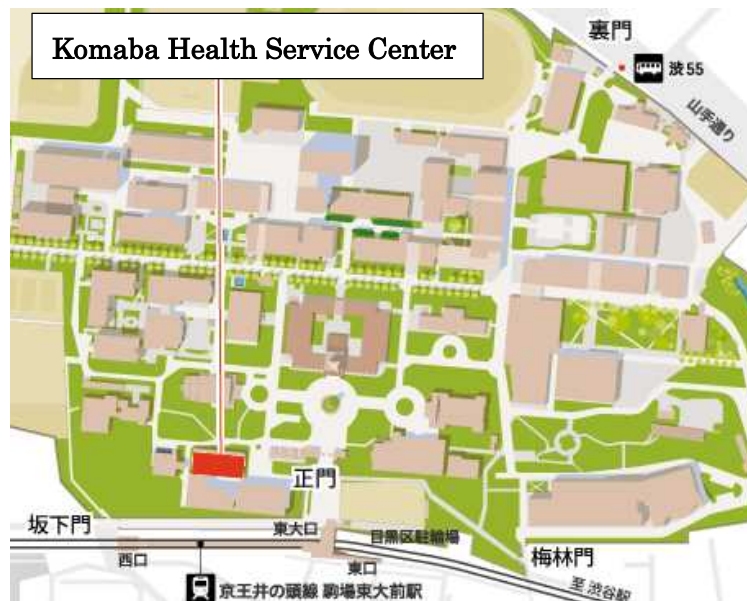 Komaba Health Service Center
裏門
渋55
山手通り
正門
坂下門
東大口
目黒区駐輪場
西口
東口
梅林門
京王井の頭線 駒場東大前駅
至 渋谷駅